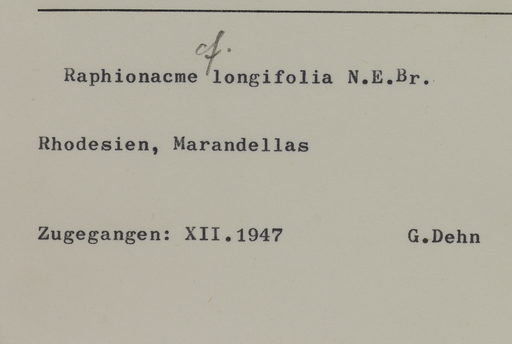 Raphionacme cf. longifolia N.E.Br.
Rhodesien, Marandellas
Zugegangen: XII.1947 G.Dehn